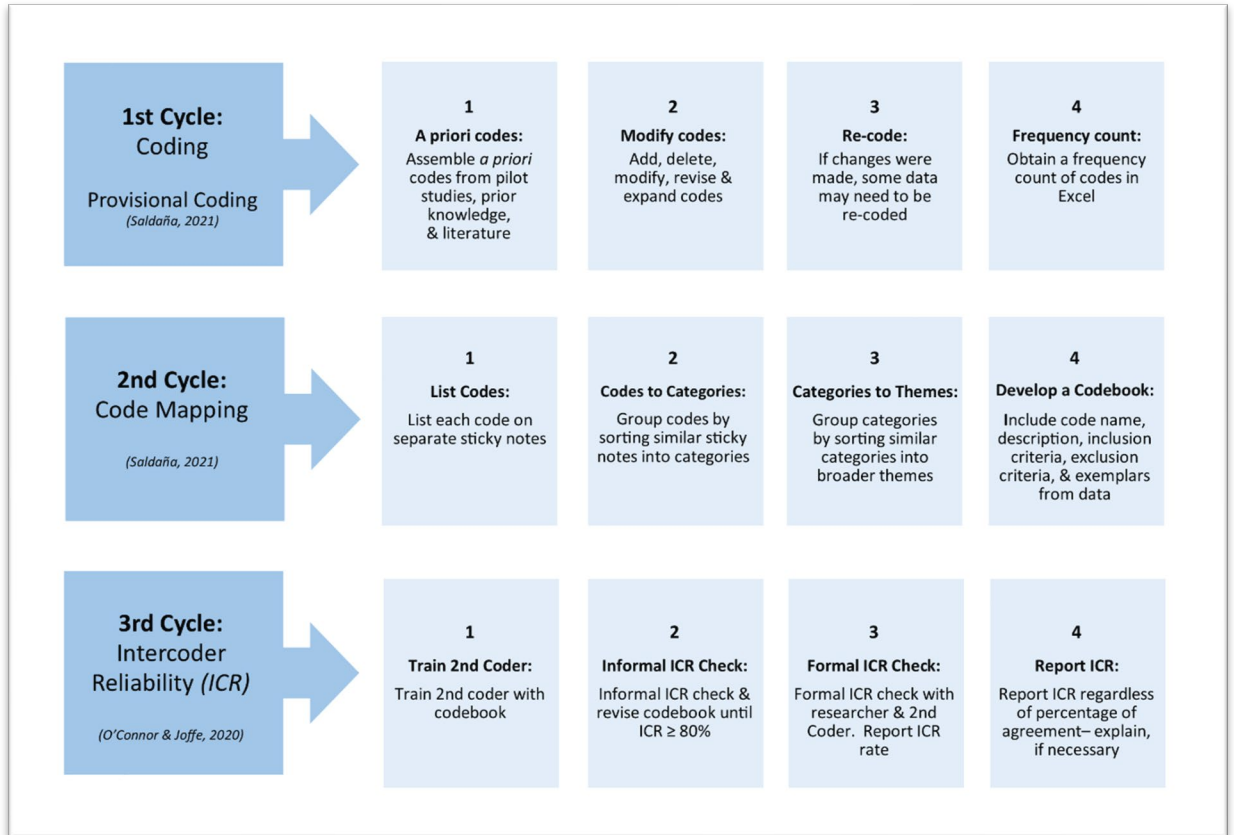 1st Cycle:
Coding
Provisional Coding
(Saldaña, 2021)
1
A priori codes:
Assemble a priori
codes from pilot
studies, prior
knowledge,
& literature
2
Modify codes:
Add, delete,
modify, revise &
expand codes
3
Re-code:
If changes were
made, some data
may need to be
re-coded
4
Frequency count:
Obtain a frequency
count of codes in
Excel
2nd Cycle:
Code Mapping
(Saldaña, 2021)
1
List Codes:
List each code on
separate sticky notes
2
Codes to Categories:
Group codes by
sorting similar sticky
notes into categories
3
Categories to Themes:
Group categories
by sorting similar
categories into
broader themes
4
Develop a Codebook:
Include code name,
description, inclusion
criteria, exclusion
criteria, & exemplars
from data
3rd Cycle:
Intercoder
Reliability (ICR)
(O’Connor & Joffe, 2020)
1
Train 2nd Coder:
Train 2nd coder with
codebook
2
Informal ICR Check:
Informal ICR check &
revise codebook until
ICR ≥ 80%
3
Formal ICR Check:
Formal ICR check with
researcher & 2nd
Coder. Report ICR
rate
4
Report ICR:
Report ICR regardless
of percentage of
agreement– explain,
if necessary